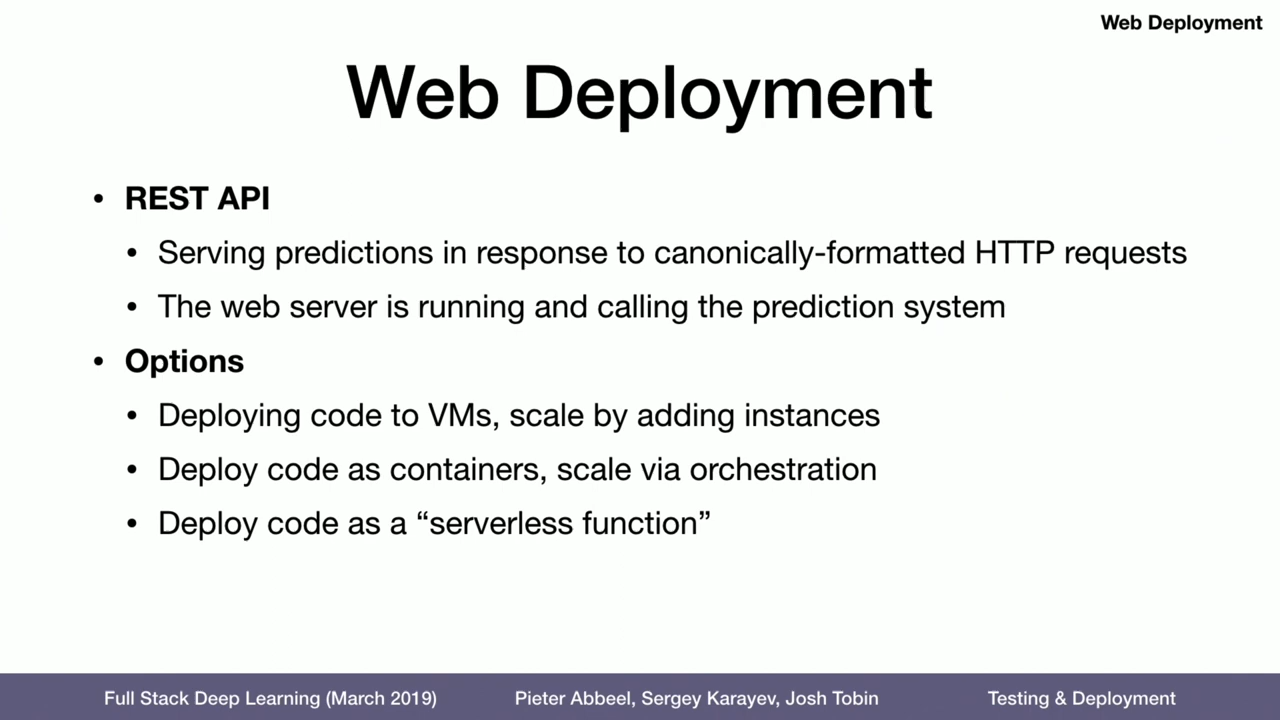 Web Deployment
Web Deployment
• REST API
• Serving predictions in response to canonically-formatted HTTP requests
• The web server is running and calling the prediction system
• Options
• Deploying code to VMs, scale by adding instances
• Deploy code as containers, scale via orchestration
• Deploy code as a “serverless function”
Full Stack Deep Learning (March 2019) Pieter Abbeel, Sergey Karayev, Josh Tobin Testing & Deployment